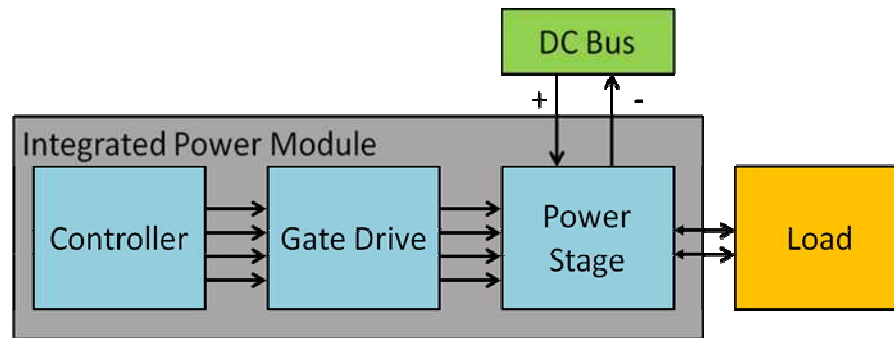 DC Bus
+ -
Integrated Power Module
Controller
Gate Drive
Power
Stage
Load